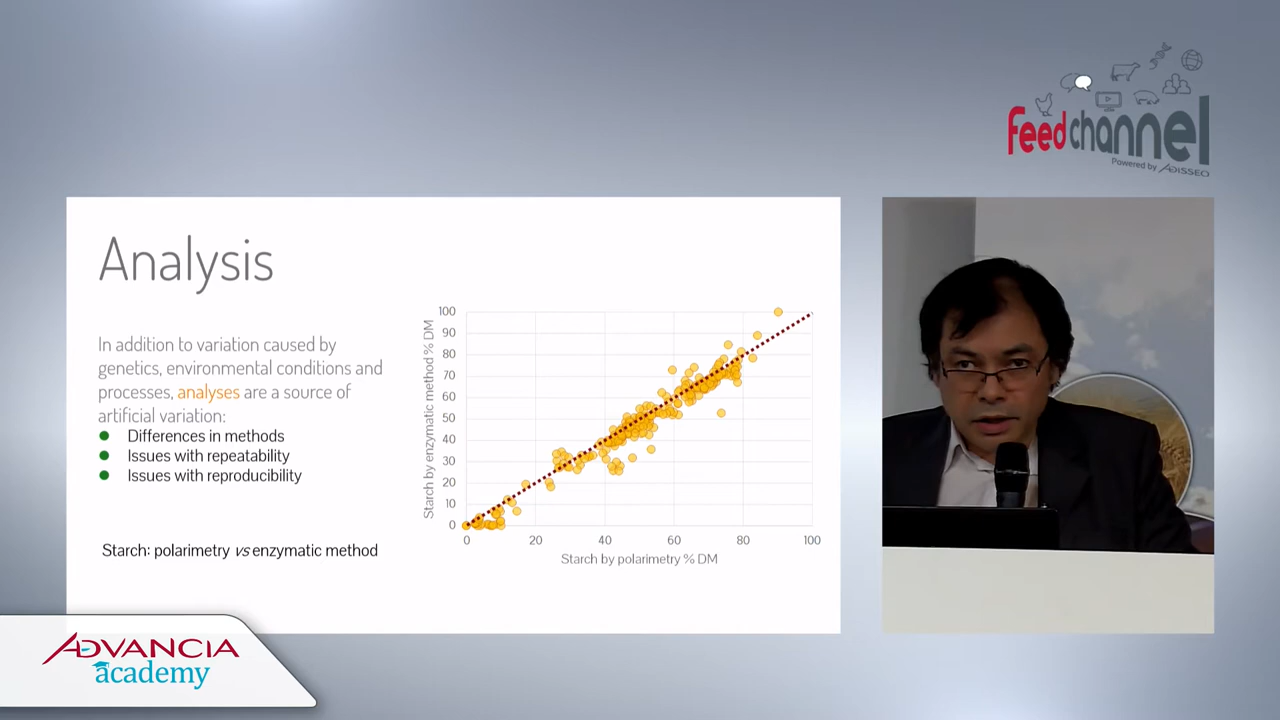 feedchannel
Powered by ADISSEO
Analysis
In addition to variation caused by
genetics, environmental conditions and
processes, analyses are a source of
artificial variation:
Differences in methods
Issues with repeatability
Issues with reproducibility
Starch: polarimetry vs enzymatic method
Starch by enzymatic method % DM
100
90
80
70
60
50
40
30
20
10
0
0 20 40 60 80 100
Starch by polarimetry % DM
ADVANCIA
academy